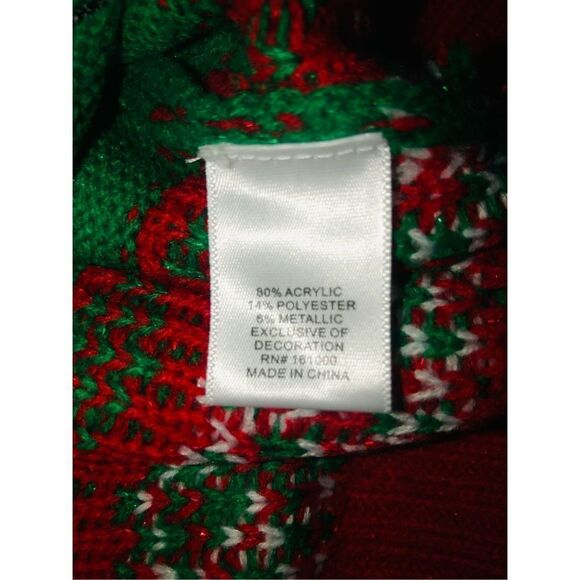 80% ACRYLIC
14% POLYESTER
6% METALLIC
EXCLUSIVE OF
DECORATION
RN# 161000
MADE IN CHINA